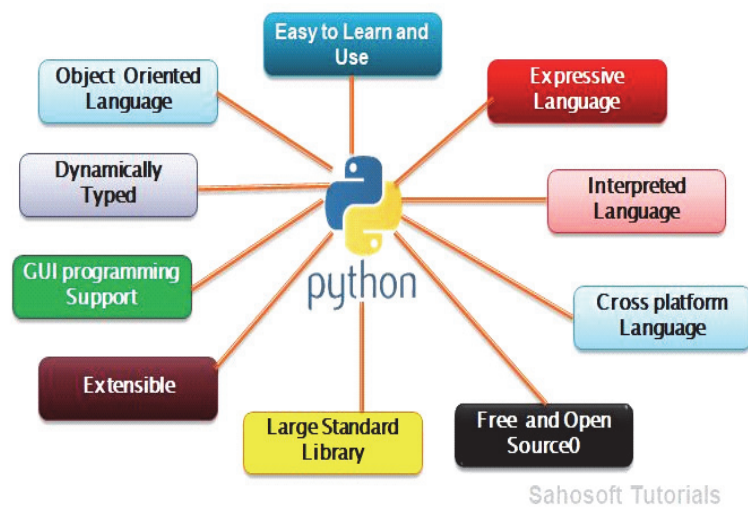 Easy to Learn and
Use
Object Oriented
Language
Expressive
Language
Dynamically
Typed
Interpreted
Language
GUI programming
Support
python
Cross platform
Language
Extensible
Large Standard
Library
Free and Open
Source0
Sahosoft Tutorials